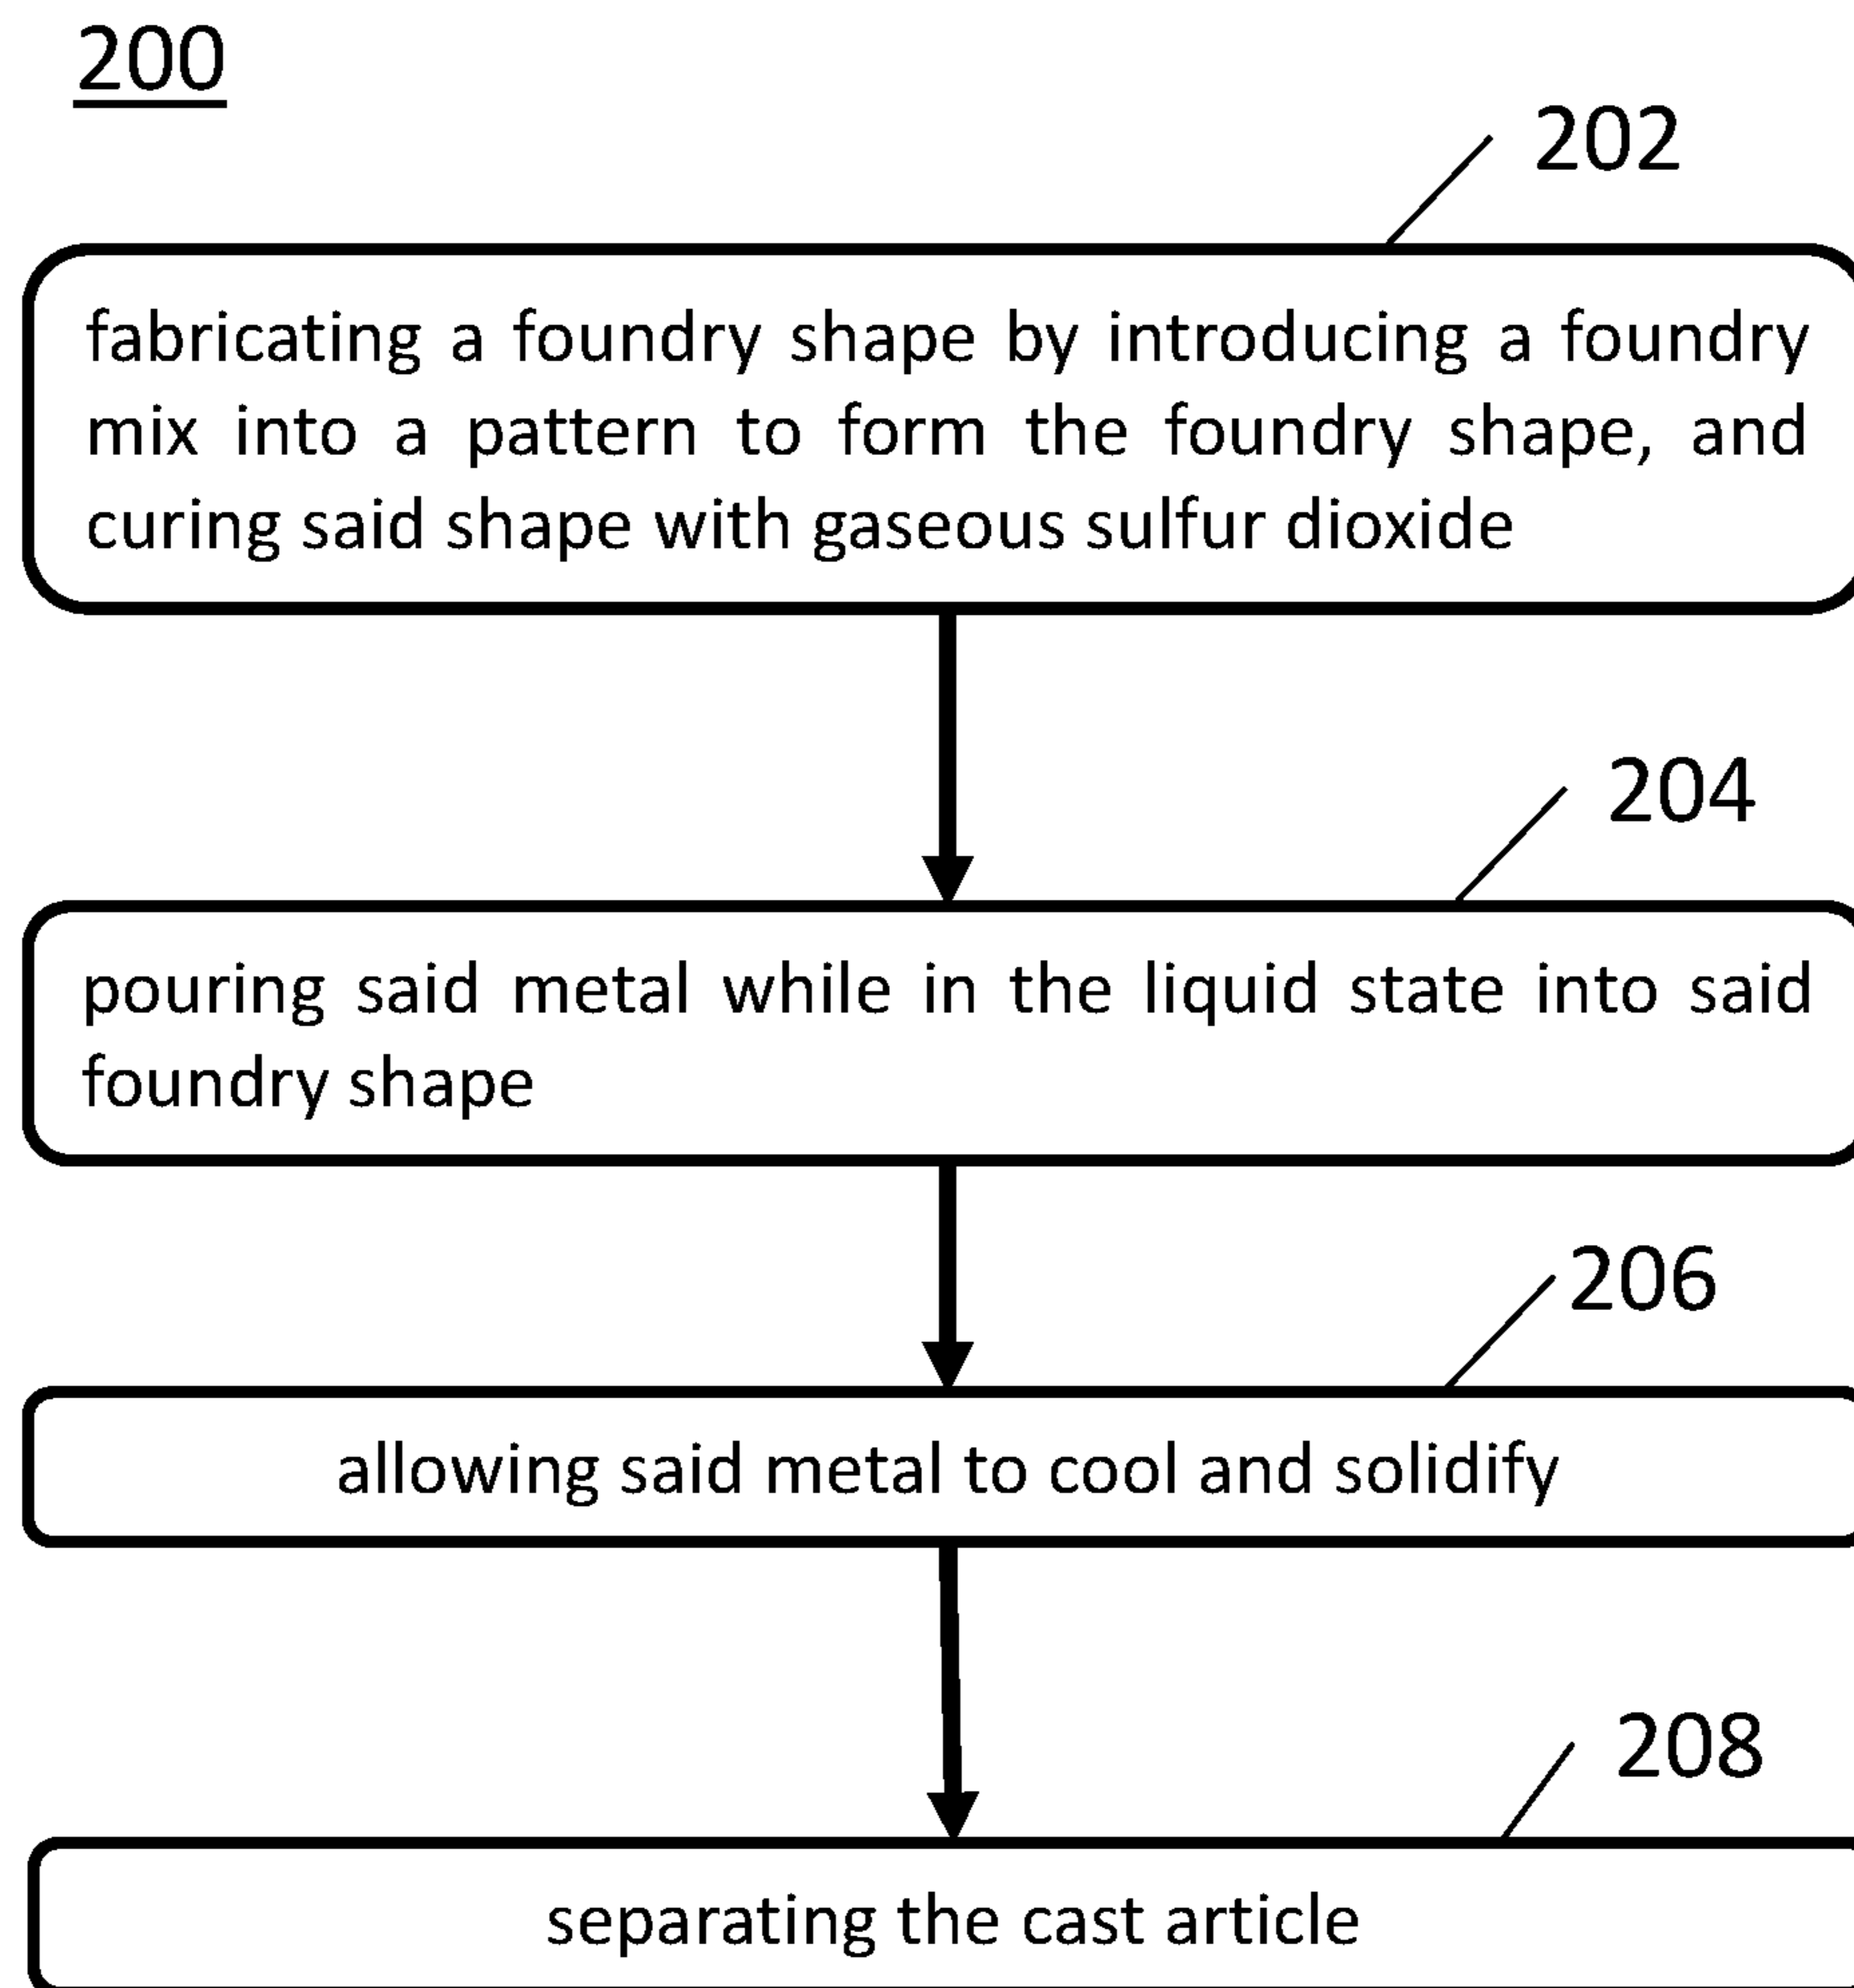 200
202
fabricating a foundry shape by introducing a foundry
mix into a pattern to form the foundry shape, and
curing said shape with gaseous sulfur dioxide
204
pouring said metal while in the liquid state into said
foundry shape
206
allowing said metal to cool and solidify
208
separating the cast article